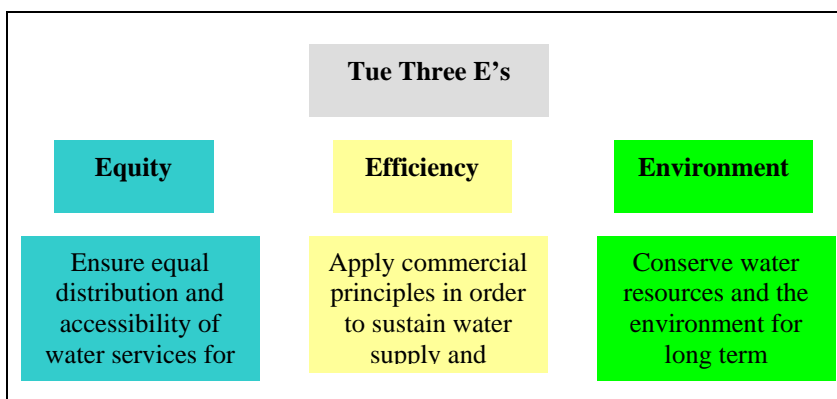 Tue Three E's
Equity
Efficiency
Environment
Ensure equal
distribution and
accessibility of
water services for
Apply commercial
principles in order
to sustain water
supply and
Conserve water
resources and the
environment for
long term